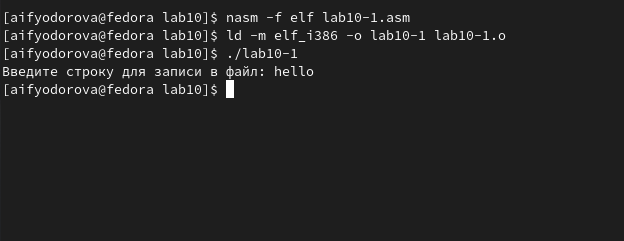 [aifyodorova@fedora lab10]$ nasm -f elf lab10-1.asm
[aifyodorova@fedora lab10]$ ld -m elf_i386 -o lab10-1 lab10-1.o
[aifyodorova@fedora lab10]$ ./lab10-1
Введите строку для записи в файл: hello
[aifyodorova@fedora lab10]$